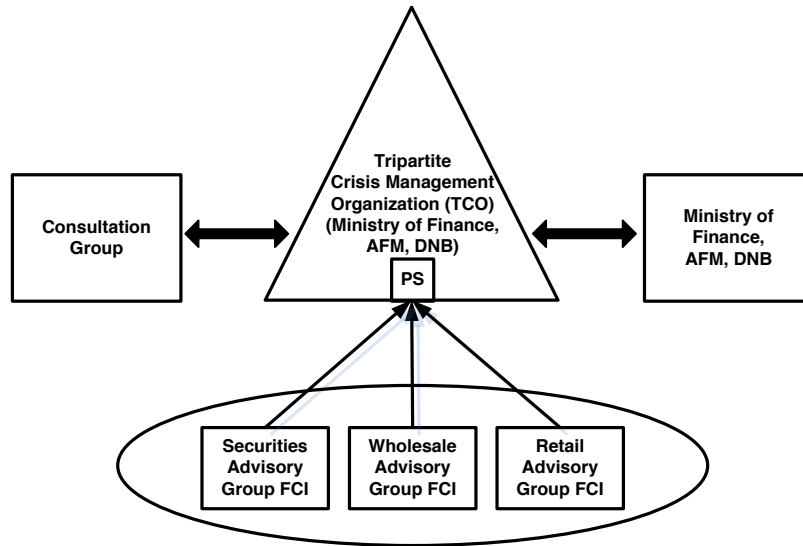 Tripartite
Crisis Management
Organization (TCO)
(Ministry of Finance,
AFM, DNB)
PS
Consultation
Group
Ministry of
Finance,
AFM, DNB
Securities
Advisory
Group FCI
Wholesale
Advisory
Group FCI
Retail
Advisory
Group FCI